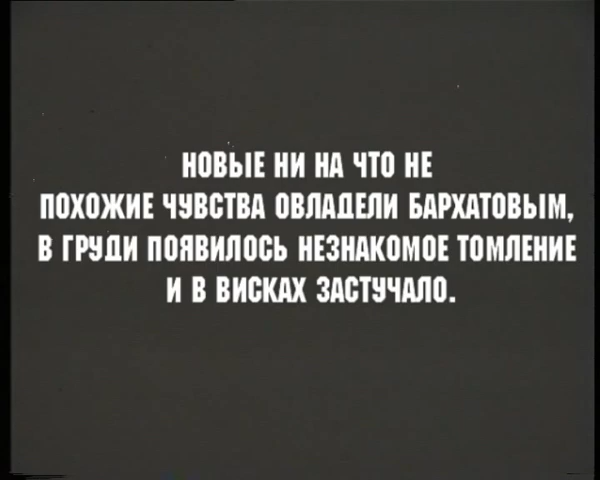 НОВЫЕ НИ НА ЧТО НЕ
ПОХОЖИЕ ЧУВСТВА ОВЛАДЕЛИ БАРХАТОВЫМ,
В ГРУДИ ПОЯВИЛОСЬ НЕЗНАКОМОЕ ТОМЛЕНИЕ
И В ВИСКАХ ЗАСТУЧАЛО.